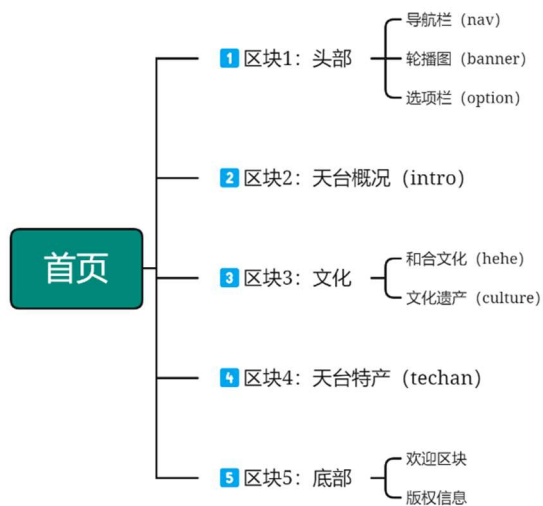 首页
1 区块1：头部
导航栏（nav）
轮播图（banner）
选项栏（option）
2 区块2：天台概况（intro）
3 区块3：文化
和合文化（hehe）
文化遗产（culture）
4 区块4：天台特产（techan）
5 区块5：底部
欢迎区块
版权信息